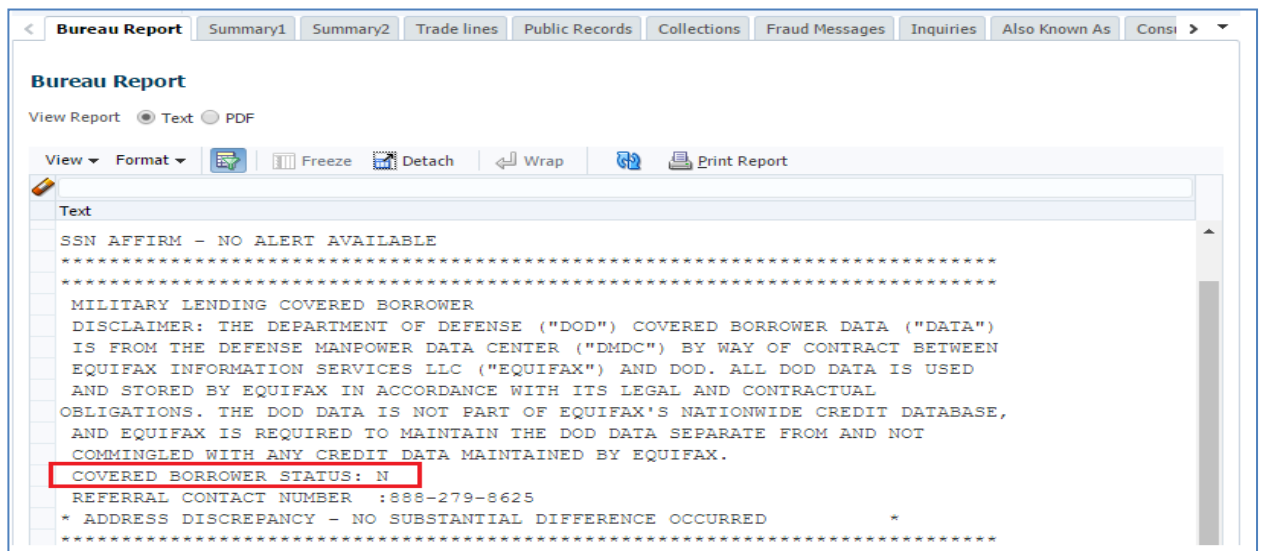 Bureau Report Summary1 Summary2 Trade lines Public Records Collections Fraud Messages Inquiries Also Known As
Bureau Report
View Report Text PDF
View Format Freeze Detach Wrap Print Report
Text
SSN AFFIRM - NO ALERT AVAILABLE
*****************************************************************************
*****************************************************************************
MILITARY LENDING COVERED BORROWER
DISCLAIMER: THE DEPARTMENT OF DEFENSE ("DOD") COVERED BORROWER DATA ("DATA")
IS FROM THE DEFENSE MANPOWER DATA CENTER ("DMDC") BY WAY OF CONTRACT BETWEEN
EQUIFAX INFORMATION SERVICES LLC ("EQUIFAX") AND DOD. ALL DOD DATA IS USED
AND STORED BY EQUIFAX IN ACCORDANCE WITH ITS LEGAL AND CONTRACTUAL
OBLIGATIONS. THE DOD DATA IS NOT PART OF EQUIFAX'S NATIONWIDE CREDIT DATABASE,
AND EQUIFAX IS REQUIRED TO MAINTAIN THE DOD DATA SEPARATE FROM AND NOT
COMMINGLED WITH ANY CREDIT DATA MAINTAINED BY EQUIFAX.
COVERED BORROWER STATUS: N
REFERRAL CONTACT NUMBER :888-279-8625
* ADDRESS DISCREPANCY - NO SUBSTANTIAL DIFFERENCE OCCURRED *
*****************************************************************************